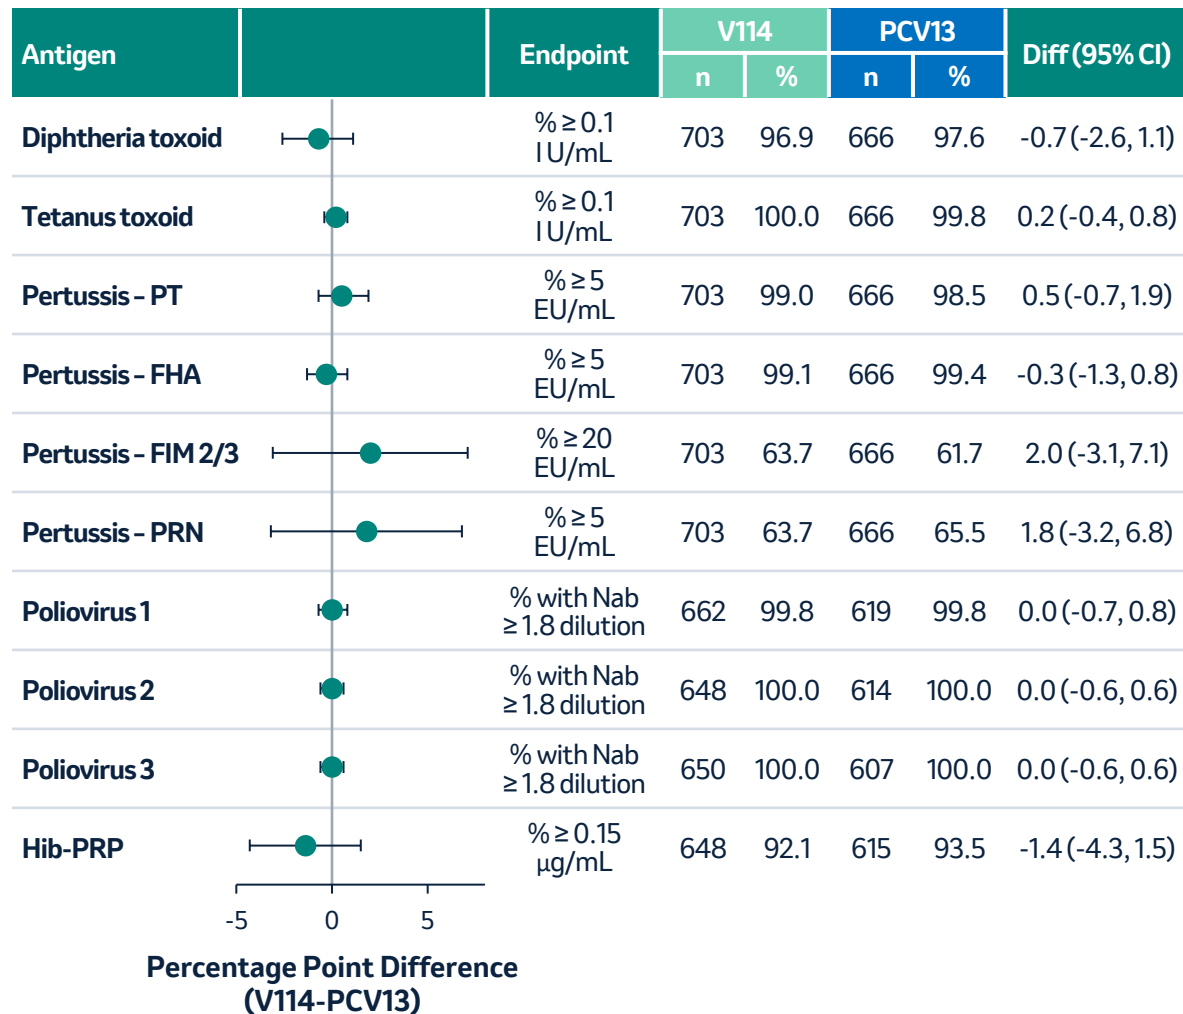 Antigen Endpoint V114 PCV13 Diff (95% CI)
n % n %
Diphtheria toxoid % ≥ 0.1 703 96.9 666 97.6 -0.7 (-2.6, 1.1)
I U/mL
Tetanus toxoid % ≥ 0.1 703 100.0 666 99.8 0.2 (-0.4, 0.8)
I U/mL
Pertussis – PT % ≥ 5 703 99.0 666 98.5 0.5 (-0.7, 1.9)
EU/mL
Pertussis – FHA % ≥ 5 703 99.1 666 99.4 -0.3 (-1.3, 0.8)
EU/mL
Pertussis – FIM 2/3 % ≥ 20 703 63.7 666 61.7 2.0 (-3.1, 7.1)
EU/mL
Pertussis – PRN % ≥ 5 703 63.7 666 65.5 1.8 (-3.2, 6.8)
EU/mL
Poliovirus 1 % with Nab 662 99.8 619 99.8 0.0 (-0.7, 0.8)
≥ 1.8 dilution
Poliovirus 2 % with Nab 648 100.0 614 100.0 0.0 (-0.6, 0.6)
≥ 1.8 dilution
Poliovirus 3 % with Nab 650 100.0 607 100.0 0.0 (-0.6, 0.6)
≥ 1.8 dilution
Hib-PRP % ≥ 0.15 648 92.1 615 93.5 -1.4 (-4.3, 1.5)
µg/mL
-5 0 5
Percentage Point Difference
(V114-PCV13)